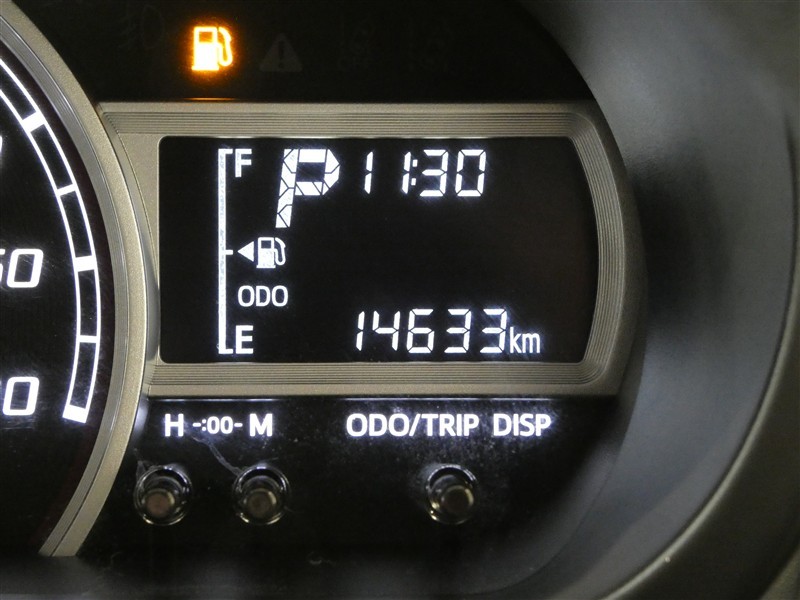 F P 11:30
ODO
E 14633km
H -:00- M ODO/TRIP DISP